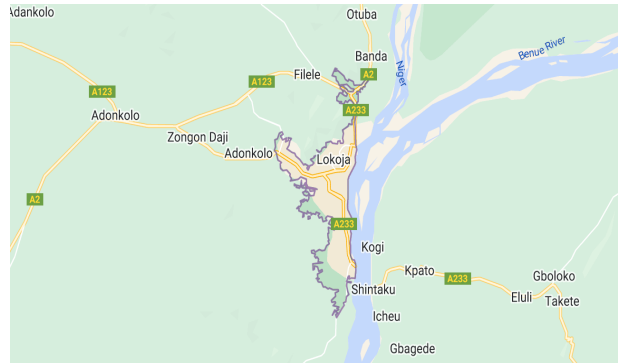 Adankolo
Otuba
Benue River
Banda
Niger
Filele
A2
A123
A123
A233
Adonkolo
Zongon Daji
Adonkolo
Lokoja
A2
A233
Kogi
Kpato
Gboloko
A233
Shintaku
Eluli
Takete
Icheu
Gbagede